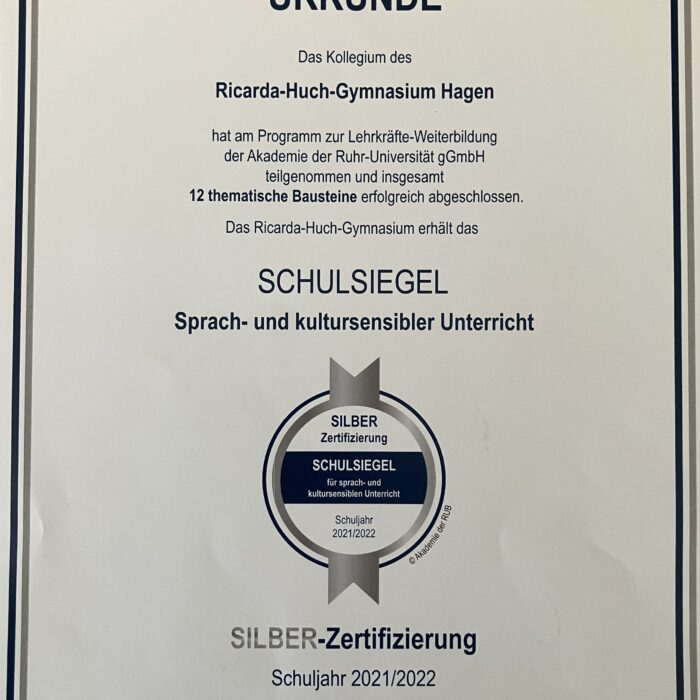 URKUNDE
Das Kollegium des
Ricarda-Huch-Gymnasium Hagen
hat am Programm zur Lehrkräfte-Weiterbildung
der Akademie der Ruhr-Universität gGmbH
teilgenommen und insgesamt
12 thematische Bausteine erfolgreich abgeschlossen.
Das Ricarda-Huch-Gymnasium erhält das
SCHULSIEGEL
Sprach- und kultursensibler Unterricht
SILBER
Zertifizierung
SCHULSIEGEL
für sprach- und
kultursensiblen Unterricht
Schuljahr
2021/2022
© Akademie der RUB
SILBER-Zertifizierung
Schuljahr 2021/2022